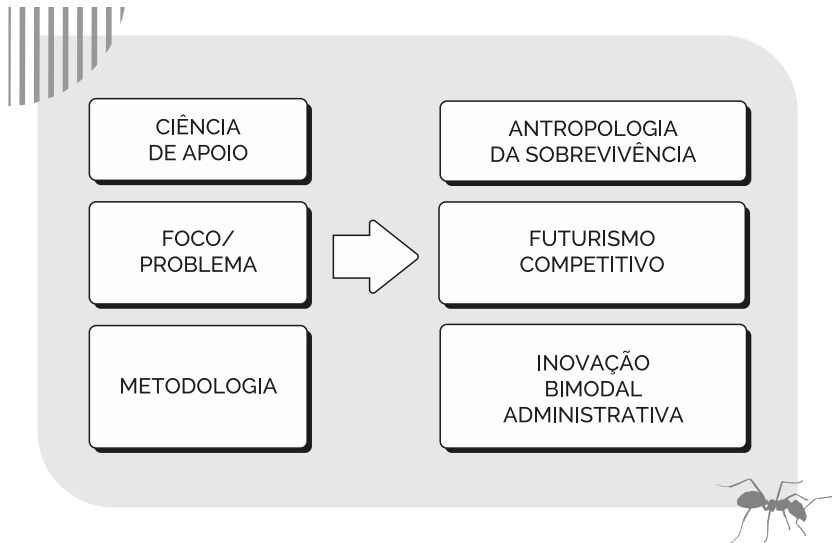 CIÊNCIA
DE APOIO
ANTROPOLOGIA
DA SOBREVIVÊNCIA
FOCO/
PROBLEMA
FUTURISMO
COMPETITIVO
METODOLOGIA
INOVAÇÃO
BIMODAL
ADMINISTRATIVA